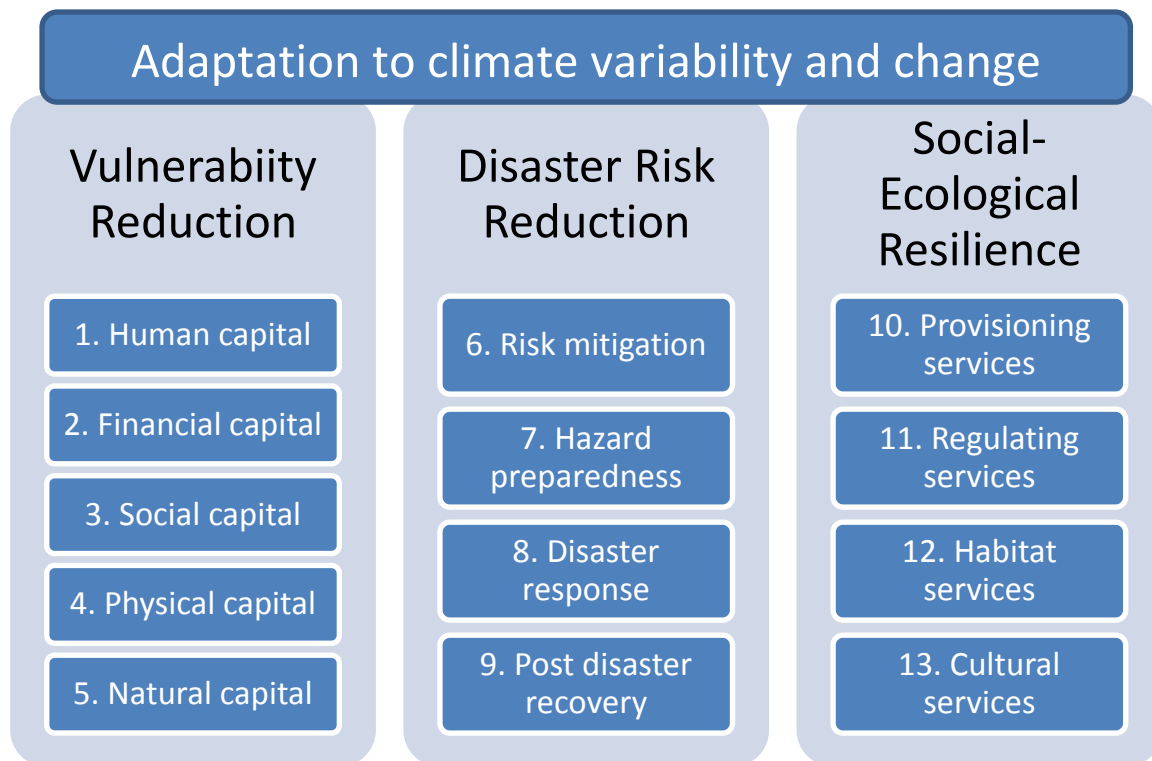 Adaptation to climate variability and change
Vulnerabiity
Reduction
1. Human capital
2. Financial capital
3. Social capital
4. Physical capital
5. Natural capital
Disaster Risk
Reduction
6. Risk mitigation
7. Hazard
preparedness
8. Disaster
response
9. Post disaster
recovery
Social-
Ecological
Resilience
10. Provisioning
services
11. Regulating
services
12. Habitat
services
13. Cultural
services